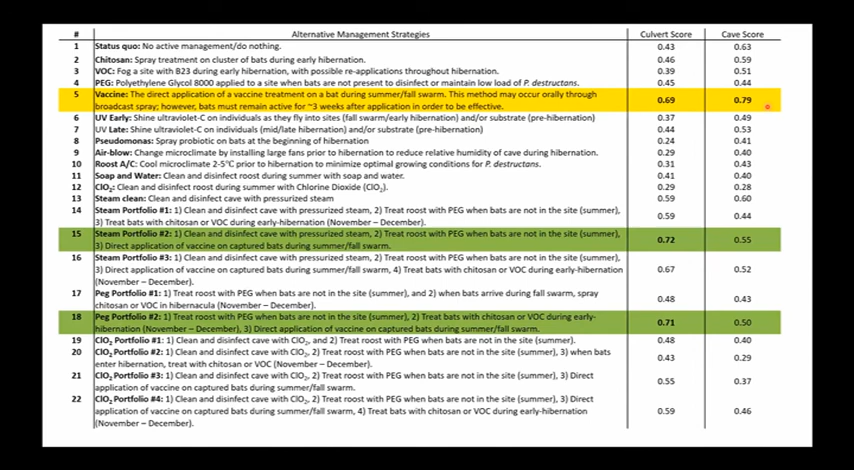 # Alternative Management Strategies Culvert Score Cave Score
1 Status quo: No active management/do nothing. 0.43 0.63
2 Chitosan: Spray treatment on cluster of bats during early hibernation. 0.46 0.59
3 VOC: Fog a site with B23 during early hibernation, with possible re-applications throughout hibernation. 0.39 0.51
4 PEG: Polyethylene Glycol 8000 applied to a site when bats are not present to disinfect or maintain low load of P. destructans. 0.45 0.44
5 Vaccine: The direct application of a vaccine treatment on a bat during summer/fall swarm. This method may occur orally through
broadcast spray; however, bats must remain active for ~3 weeks after application in order to be effective. 0.69 0.79
6 UV Early: Shine ultraviolet-C on individuals as they fly into sites (fall swarm/early hibernation) and/or substrate (pre-hibernation) 0.37 0.49
7 UV Late: Shine ultraviolet-C on individuals (mid/late hibernation) and/or substrate (pre-hibernation) 0.44 0.53
8 Pseudomonas: Spray probiotic on bats at the beginning of hibernation 0.24 0.41
9 Air-blow: Change microclimate by installing large fans prior to hibernation to reduce relative humidity of cave during hibernation. 0.29 0.40
10 Roost A/C: Cool microclimate 2-5°C prior to hibernation to minimize optimal growing conditions for P. destructans. 0.31 0.43
11 Soap and Water: Clean and disinfect roost during summer with soap and water. 0.41 0.40
12 ClO₂: Clean and disinfect roost during summer with Chlorine Dioxide (ClO₂). 0.29 0.28
13 Steam clean: Clean and disinfect cave with pressurized steam 0.59 0.60
14 Steam Portfolio #1: 1) Clean and disinfect cave with pressurized steam, 2) Treat roost with PEG when bats are not in the site (summer),
3) Treat bats with chitosan or VOC during early-hibernation (November – December). 0.59 0.44
15 Steam Portfolio #2: 1) Clean and disinfect cave with pressurized steam, 2) Treat roost with PEG when bats are not in the site (summer),
3) Direct application of vaccine on captured bats during summer/fall swarm. 0.72 0.55
16 Steam Portfolio #3: 1) Clean and disinfect cave with pressurized steam, 2) Treat roost with PEG when bats are not in the site (summer),
3) Direct application of vaccine on captured bats during summer/fall swarm, 4) Treat bats with chitosan or VOC during early-hibernation 0.67 0.52
(November – December).
17 Peg Portfolio #1: 1) Treat roost with PEG when bats are not in the site (summer), and 2) when bats arrive during fall swarm, spray
chitosan or VOC in hibernacula (November – December). 0.48 0.43
18 Peg Portfolio #2: 1) Treat roost with PEG when bats are not in the site (summer), 2) Treat bats with chitosan or VOC during early-
hibernation (November – December), 3) Direct application of vaccine on captured bats during summer/fall swarm. 0.71 0.50
19 ClO₂ Portfolio #1: 1) Clean and disinfect cave with ClO₂, and 2) Treat roost with PEG when bats are not in the site (summer). 0.48 0.40
20 ClO₂ Portfolio #2: 1) Clean and disinfect cave with ClO₂, 2) Treat roost with PEG when bats are not in the site (summer), 3) when bats
enter hibernation, treat with chitosan or VOC (November – December). 0.43 0.29
21 ClO₂ Portfolio #3: 1) Clean and disinfect cave with ClO₂, 2) Treat roost with PEG when bats are not in the site (summer), 3) Direct
application of vaccine on captured bats during summer/fall swarm. 0.55 0.37
22 ClO₂ Portfolio #4: 1) Clean and disinfect cave with ClO₂, 2) Treat roost with PEG when bats are not in the site (summer), 3) Direct
application of vaccine on captured bats during summer/fall swarm, 4) Treat bats with chitosan or VOC during early-hibernation 0.59 0.46
(November – December).